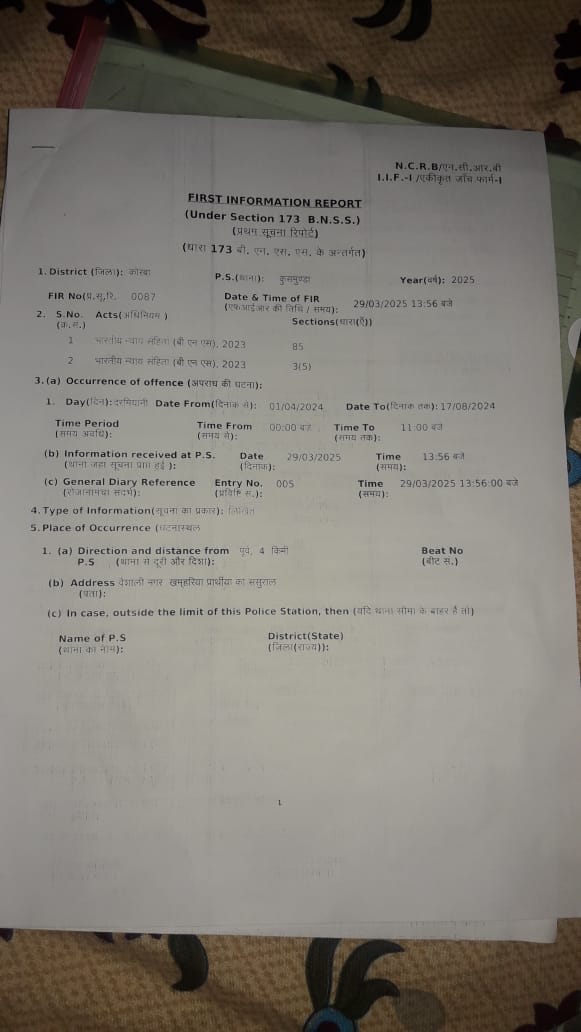 N.C.R.B/एन.सी.आर.बी
I.I.F.-I /एकीकृत जाँच फार्म-I
FIRST INFORMATION REPORT
(Under Section 173 B.N.S.S.)
(प्रथम सूचना रिपोर्ट)
(धारा 173 बी. एन. एस. एस. के अन्तर्गत)
1. District (जिला): कोरबा P.S.(थाना): कुसमुण्डा Year(वर्ष): 2025
FIR No(प्र.सू.रि. 0087 Date & Time of FIR 29/03/2025 13:56 बजे
(एफआईआर की तिथि / समय):
2. S.No. Acts(अधिनियम ) Sections(धारा(एँ))
(क्र.सं.)
1 भारतीय न्याय संहिता (बी एन एस), 2023 85
2 भारतीय न्याय संहिता (बी एन एस), 2023 3(5)
3.(a) Occurrence of offence (अपराध की घटना):
1. Day(दिन): दरमियानी Date From(दिनांक से): 01/04/2024 Date To(दिनांक तक): 17/08/2024
Time Period Time From 00:00 बजे Time To 11:00 बजे
(समय अवधि): (समय से): (समय तक):
(b) Information received at P.S. Date 29/03/2025 Time 13:56 बजे
(थाना जहा सूचना प्राप्त हुई ): (दिनांक): (समय):
(c) General Diary Reference Entry No. 005 Time 29/03/2025 13:56:00 बजे
(रोजनामचा संदर्भ): (प्रविष्टि सं.): (समय):
4. Type of Information(सूचना का प्रकार): लिखित
5. Place of Occurrence (घटनास्थल
1. (a) Direction and distance from पूर्व, 4 किमी Beat No
P.S (थाना से दूरी और दिशा): (बीट सं.):
(b) Address वैशाली नगर खम्हरिया प्रार्थीया का ससुराल
(पता):
(c) In case, outside the limit of this Police Station, then (यदि थाना सीमा के बाहर है तो)
Name of P.S District(State)
(थाना का नाम): (जिला(राज्य)):
1